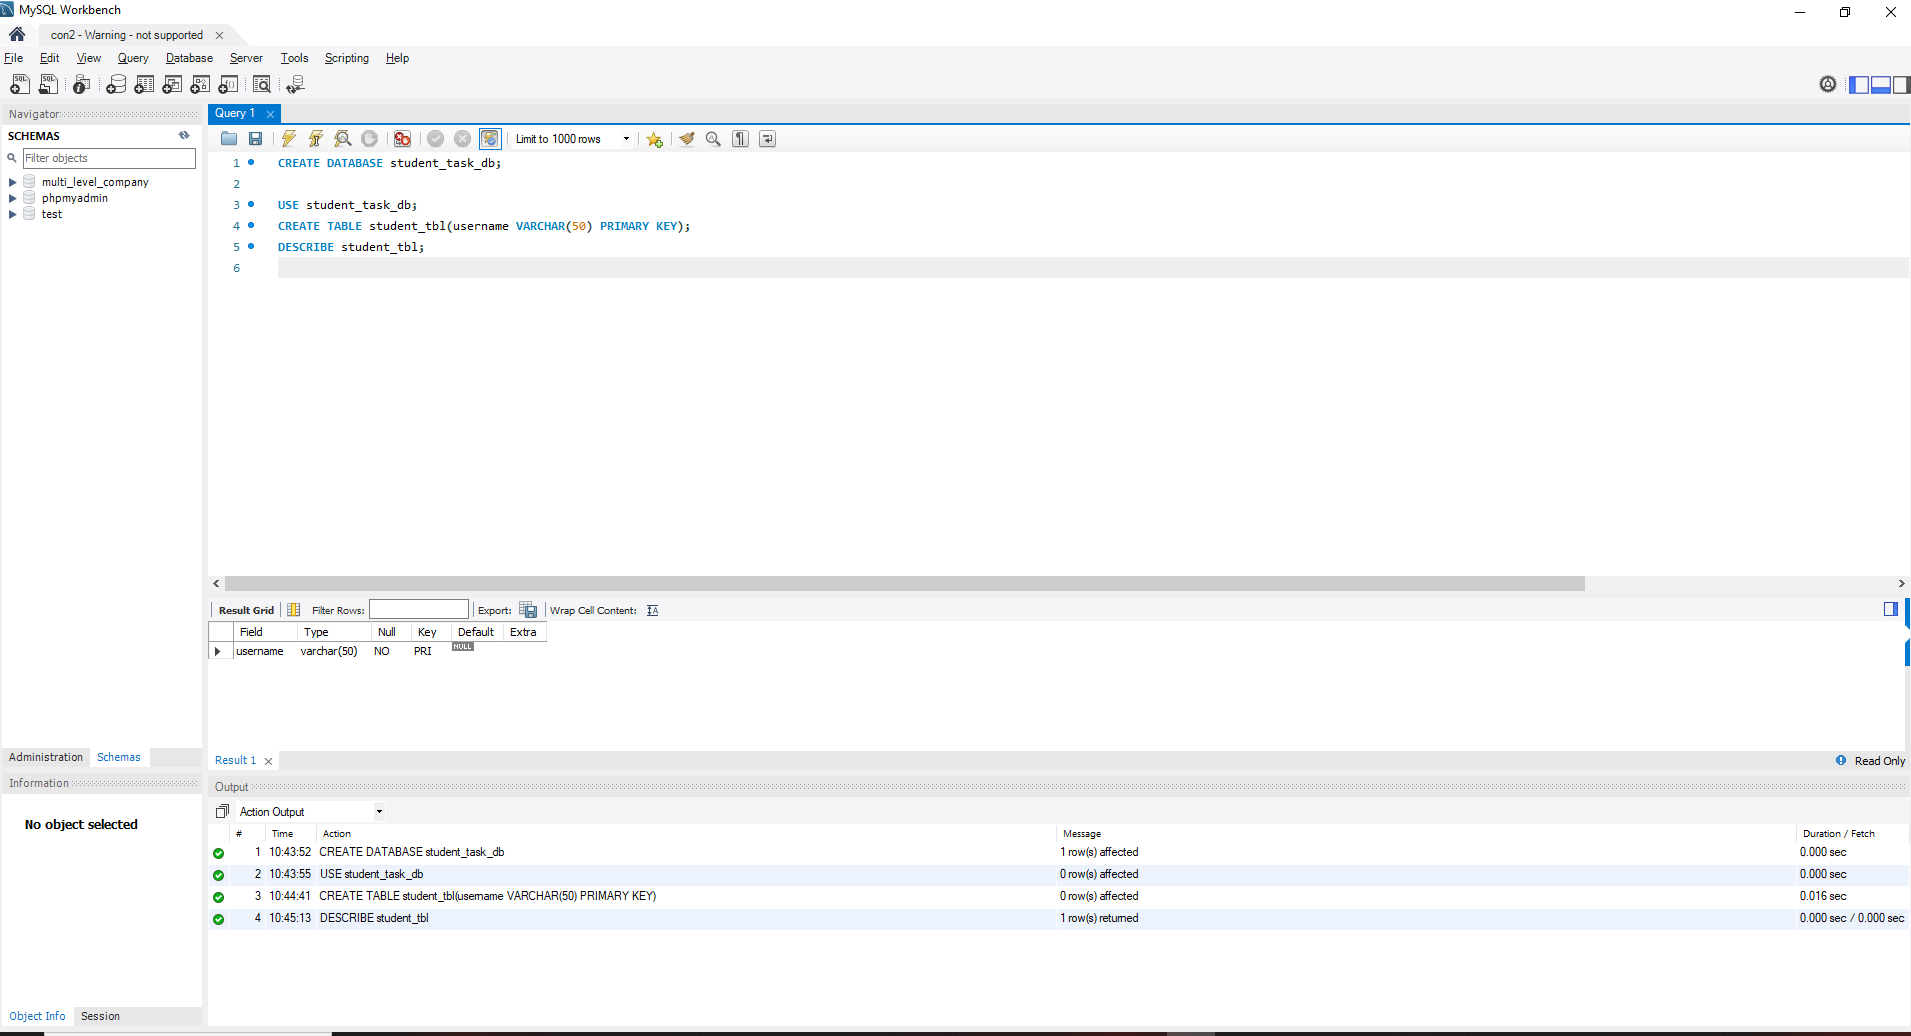 MySQL Workbench
con2 - Warning - not supported
File Edit View Query Database Server Tools Scripting Help
Navigator
Query 1
SCHEMAS
Limit to 1000 rows
Filter objects
multi_level_company
phpmyadmin
test
1 CREATE DATABASE student_task_db;
2
3 USE student_task_db;
4 CREATE TABLE student_tbl(username VARCHAR(50) PRIMARY KEY);
5 DESCRIBE student_tbl;
6
Result Grid Filter Rows: Export: Wrap Cell Content:
Field Type Null Key Default Extra
username varchar(50) NO PRI NULL
Administration Schemas
Result 1 Read Only
Information
No object selected
Output
Action Output
# Time Action Message Duration / Fetch
1 10:43:52 CREATE DATABASE student_task_db 1 row(s) affected 0.000 sec
2 10:43:55 USE student_task_db 0 row(s) affected 0.000 sec
3 10:44:41 CREATE TABLE student_tbl(username VARCHAR(50) PRIMARY KEY) 0 row(s) affected 0.016 sec
4 10:45:13 DESCRIBE student_tbl 1 row(s) returned 0.000 sec / 0.000 sec
Object Info Session